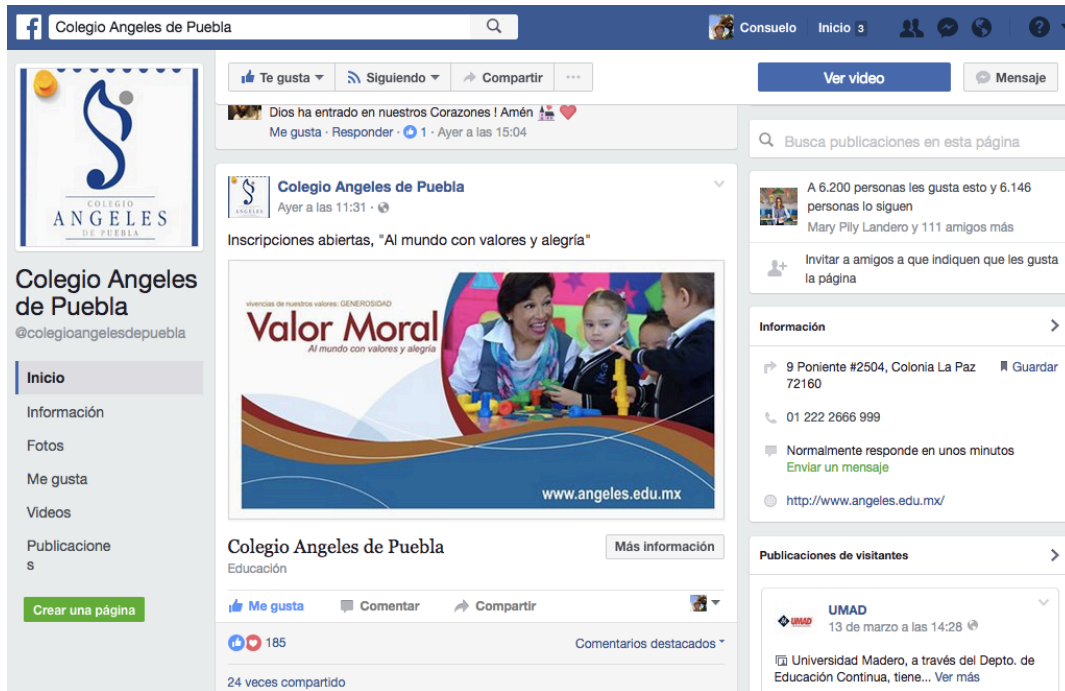 Colegio Angeles de Puebla
Consuelo
Inicio 3
COLEGIO
ANGELES
DE PUEBLA
Colegio Angeles
de Puebla
@colegioangelesdepuebla
Inicio
Información
Fotos
Me gusta
Videos
Publicacione
s
Crear una página
Te gusta
Siguiendo
Compartir
Ver video
Mensaje
Dios ha entrado en nuestros Corazones ! Amén
Me gusta · Responder · 1 · Ayer a las 15:04
ANGELES
Colegio Angeles de Puebla
Ayer a las 11:31 ·
Inscripciones abiertas, "Al mundo con valores y alegría"
vivencias de nuestros valores: GENEROSIDAD
Valor Moral
Al mundo con valores y alegría
www.angeles.edu.mx
Colegio Angeles de Puebla
Más información
Educación
Me gusta
Comentar
Compartir
185
Comentarios destacados
24 veces compartido
Busca publicaciones en esta página
A 6.200 personas les gusta esto y 6.146
personas lo siguen
Mary Pily Landero y 111 amigos más
Invitar a amigos a que indiquen que les gusta
la página
Información
9 Poniente #2504, Colonia La Paz
72160
Guardar
01 222 2666 999
Normalmente responde en unos minutos
Enviar un mensaje
http://www.angeles.edu.mx/
Publicaciones de visitantes
UMAD
UMAD
13 de marzo a las 14:28
Universidad Madero, a través del Depto. de
Educación Continua, tiene... Ver más